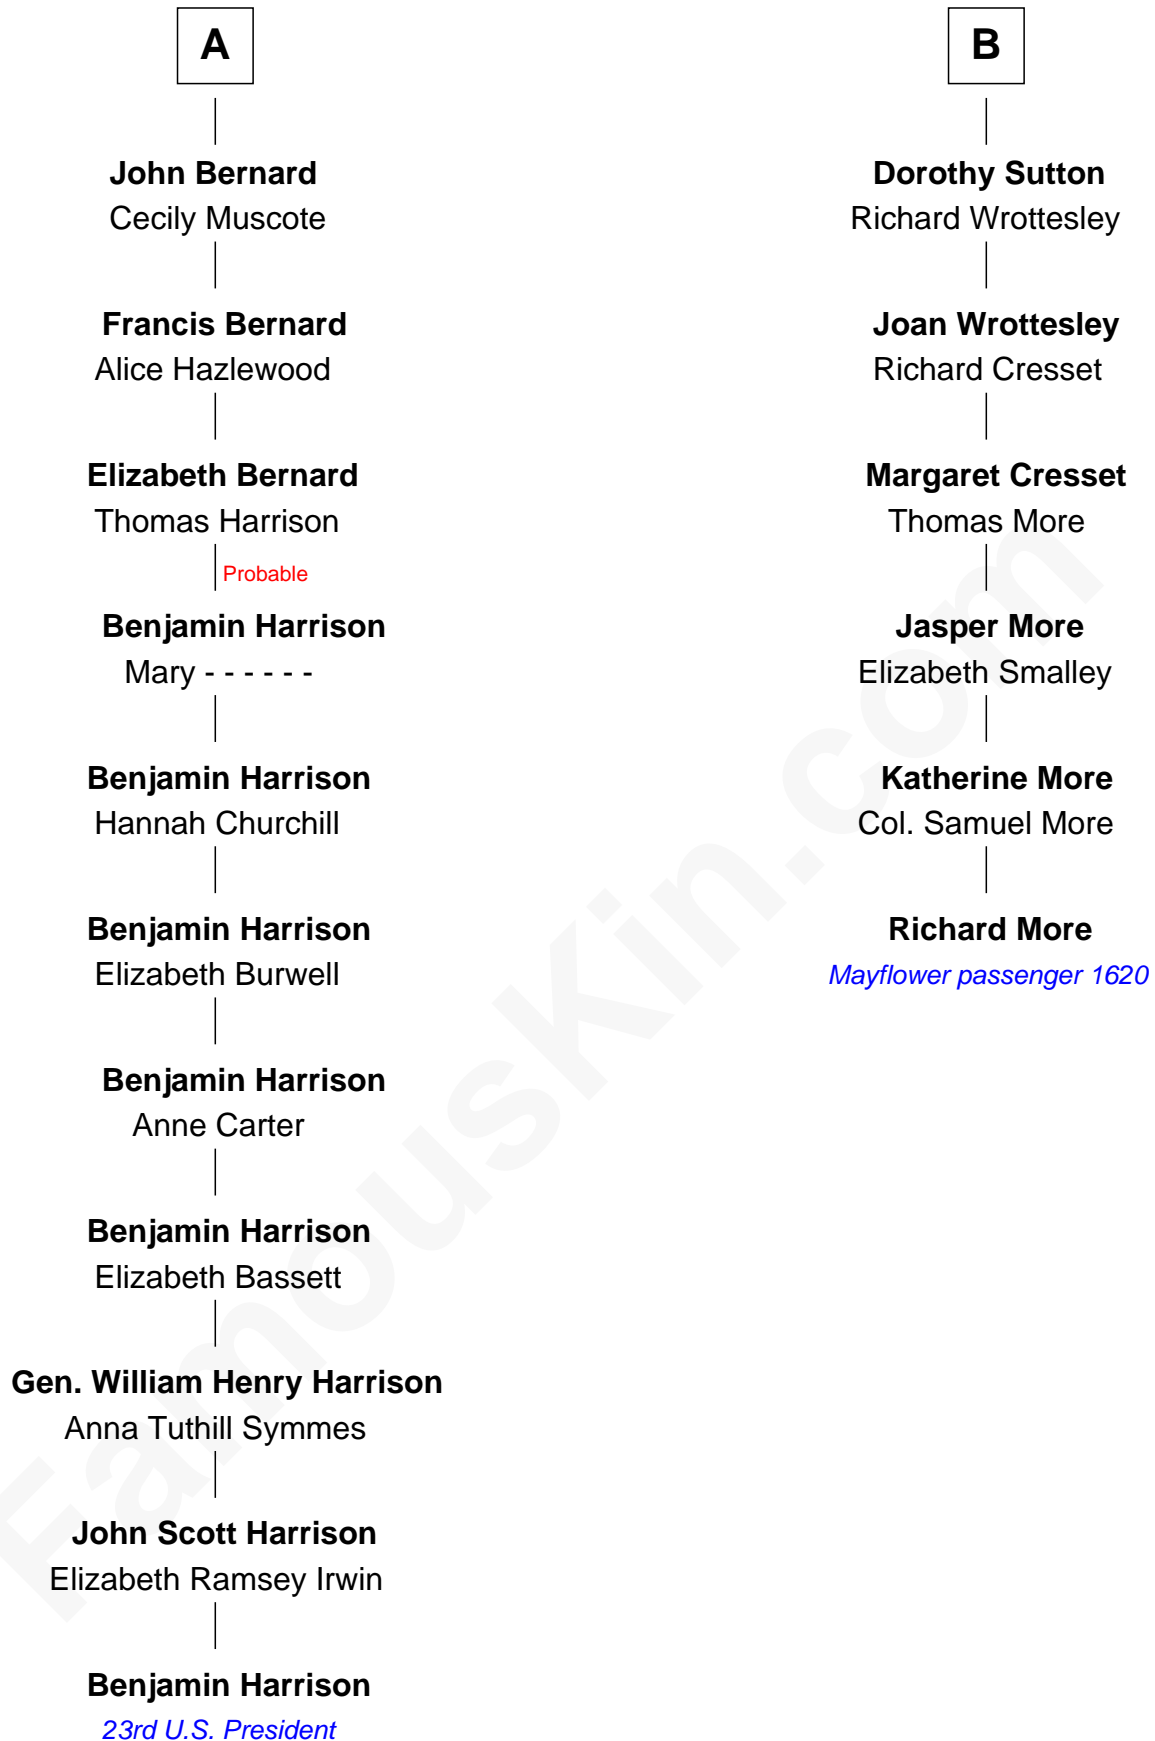 A
John Bernard
Cecily Muscote
Francis Bernard
Alice Hazlewood
Elizabeth Bernard
Thomas Harrison
Probable
Benjamin Harrison
Mary - - - - - -
Benjamin Harrison
Hannah Churchill
Benjamin Harrison
Elizabeth Burwell
Benjamin Harrison
Anne Carter
Benjamin Harrison
Elizabeth Bassett
Gen. William Henry Harrison
Anna Tuthill Symmes
John Scott Harrison
Elizabeth Ramsey Irwin
Benjamin Harrison
23rd U.S. President
B
Dorothy Sutton
Richard Wrottesley
Joan Wrottesley
Richard Cresset
Margaret Cresset
Thomas More
Jasper More
Elizabeth Smalley
Katherine More
Col. Samuel More
Richard More
Mayflower passenger 1620
FamousKin.com